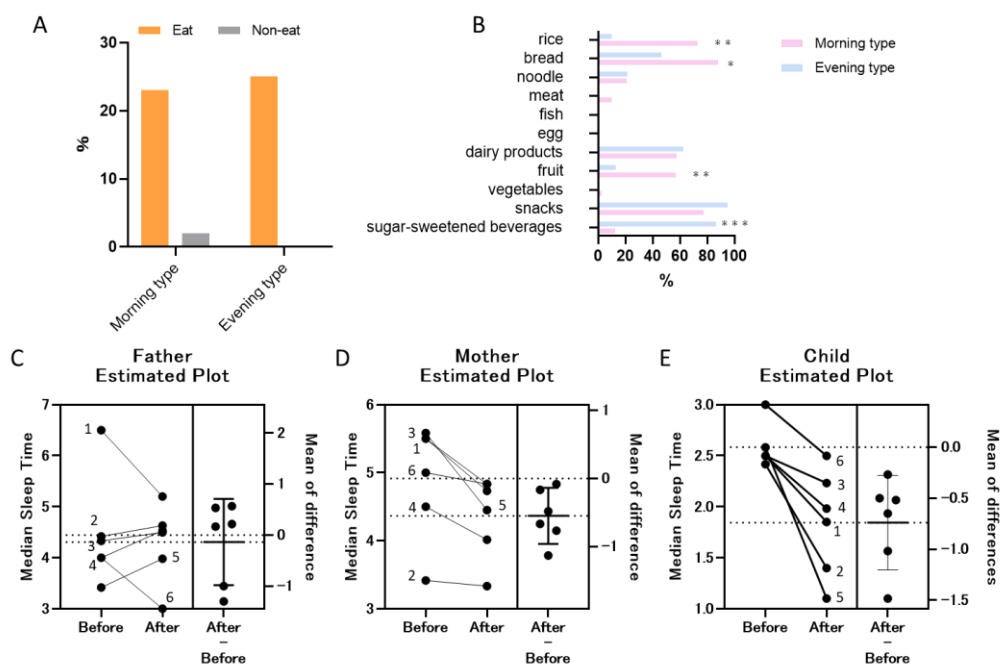 A
Eat
Non-eat
30
20
10
0
%
Morning type
Evening type
B
rice
bread
noodle
meat
fish
egg
dairy products
fruit
vegetables
snacks
sugar-sweetened beverages
**
*
**
***
Morning type
Evening type
0 20 40 60 80 100
%
C
Father
Estimated Plot
7
6
5
4
3
Median Sleep Time
1
2
3
4
5
6
2
1
0
−1
Mean of difference
Before
After
After
–
Before
D
Mother
Estimated Plot
6
5
4
3
Median Sleep Time
3
1
6
4
2
5
1
0
−1
Mean of difference
Before
After
After
–
Before
E
Child
Estimated Plot
3.0
2.5
2.0
1.5
1.0
Median Sleep Time
6
3
4
1
2
5
0.0
−0.5
−1.0
−1.5
Mean of differences
Before
After
After
–
Before